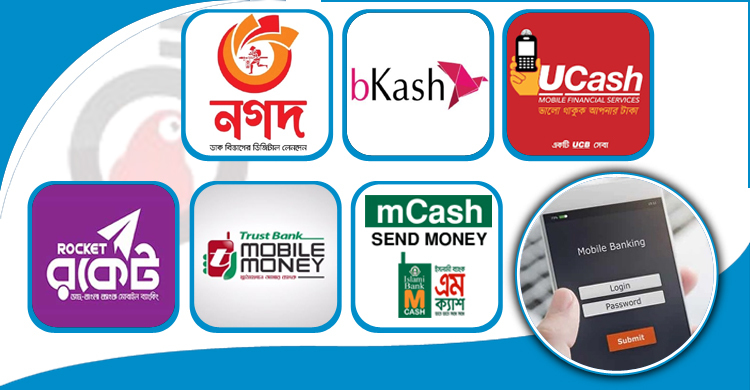 নগদ
ডাক বিভাগের ডিজিটাল লেনদেন
bKash
UCash
MOBILE FINANCIAL SERVICES
ভালো থাকুক আপনার টাকা
একটি UCB সেবা
ROCKET
রকেট
ডাচ্-বাংলা ব্যাংক মোবাইল ব্যাংকিং
Trust Bank
MOBILE
MONEY
mCash
SEND MONEY
Islami
Bank
M
CASH
ইসলামী ব্যাংক
এম
ক্যাশ
Mobile Banking
Login
Password
Submit